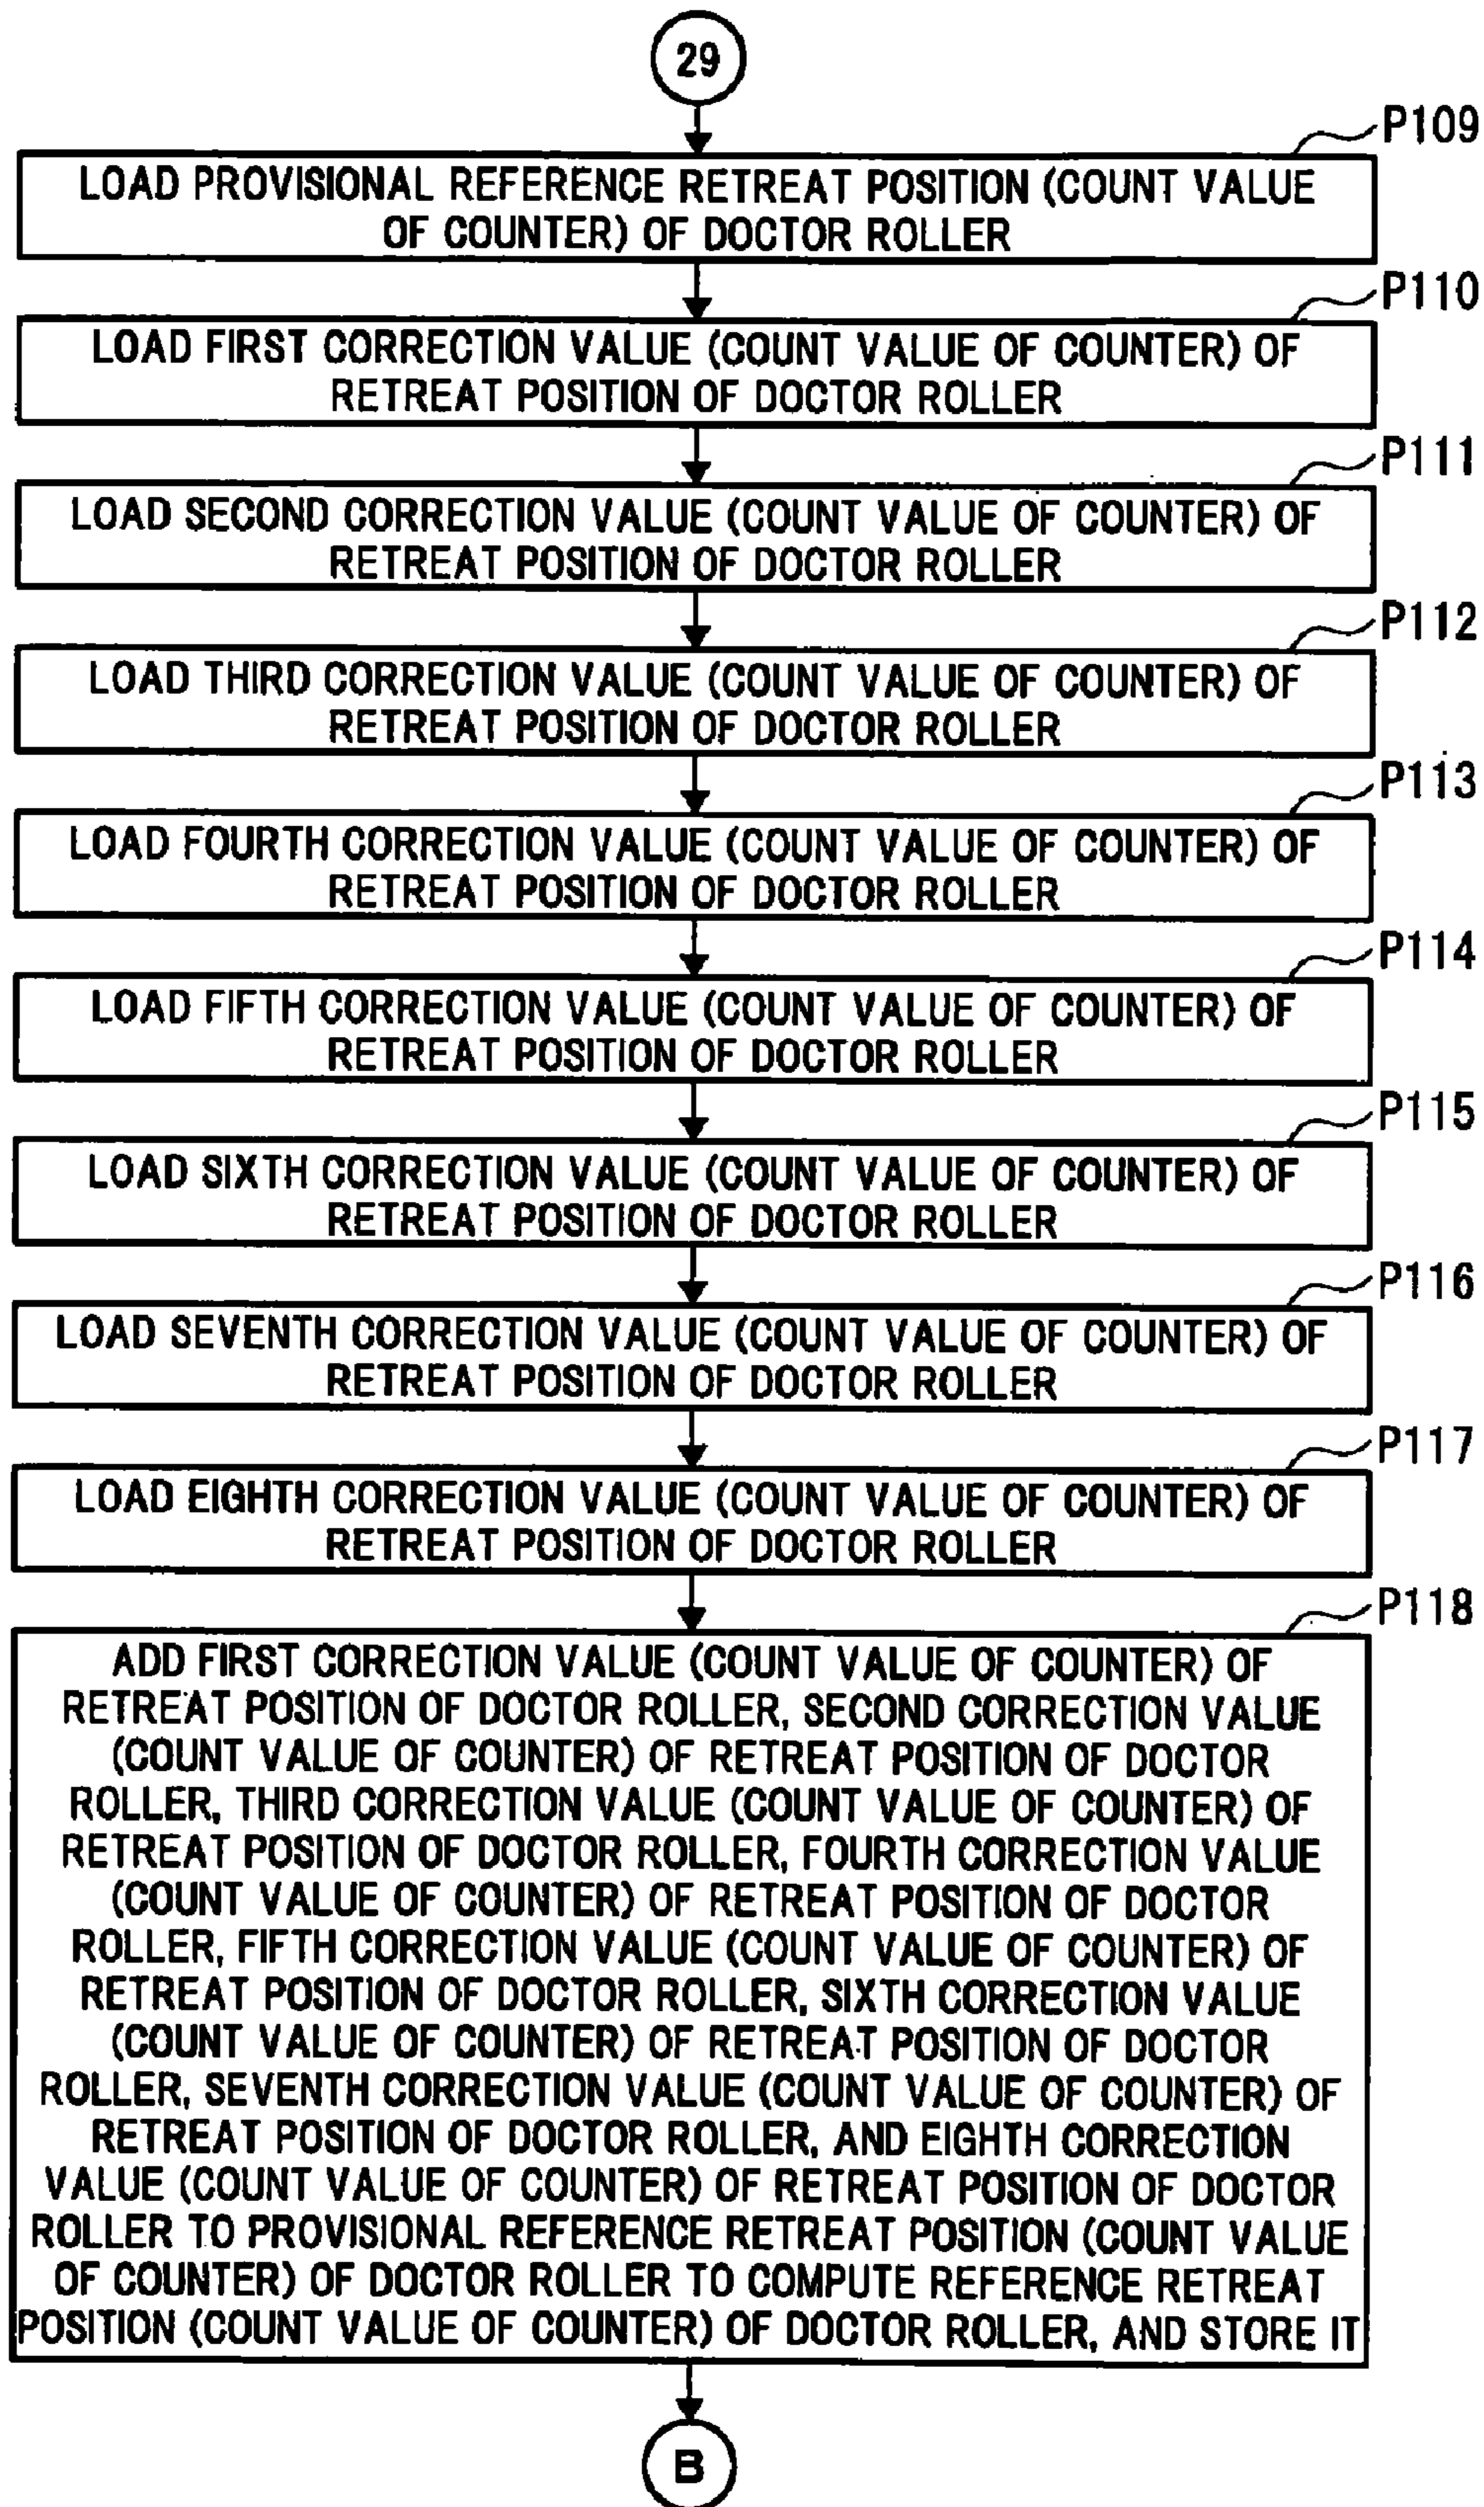 29
P109
LOAD PROVISIONAL REFERENCE RETREAT POSITION (COUNT VALUE
OF COUNTER) OF DOCTOR ROLLER
P110
LOAD FIRST CORRECTION VALUE (COUNT VALUE OF COUNTER) OF
RETREAT POSITION OF DOCTOR ROLLER
P111
LOAD SECOND CORRECTION VALUE (COUNT VALUE OF COUNTER) OF
RETREAT POSITION OF DOCTOR ROLLER
P112
LOAD THIRD CORRECTION VALUE (COUNT VALUE OF COUNTER) OF
RETREAT POSITION OF DOCTOR ROLLER
P113
LOAD FOURTH CORRECTION VALUE (COUNT VALUE OF COUNTER) OF
RETREAT POSITION OF DOCTOR ROLLER
P114
LOAD FIFTH CORRECTION VALUE (COUNT VALUE OF COUNTER) OF
RETREAT POSITION OF DOCTOR ROLLER
P115
LOAD SIXTH CORRECTION VALUE (COUNT VALUE OF COUNTER) OF
RETREAT POSITION OF DOCTOR ROLLER
P116
LOAD SEVENTH CORRECTION VALUE (COUNT VALUE OF COUNTER) OF
RETREAT POSITION OF DOCTOR ROLLER
P117
LOAD EIGHTH CORRECTION VALUE (COUNT VALUE OF COUNTER) OF
RETREAT POSITION OF DOCTOR ROLLER
P118
ADD FIRST CORRECTION VALUE (COUNT VALUE OF COUNTER) OF
RETREAT POSITION OF DOCTOR ROLLER, SECOND CORRECTION VALUE
(COUNT VALUE OF COUNTER) OF RETREAT POSITION OF DOCTOR
ROLLER, THIRD CORRECTION VALUE (COUNT VALUE OF COUNTER) OF
RETREAT POSITION OF DOCTOR ROLLER, FOURTH CORRECTION VALUE
(COUNT VALUE OF COUNTER) OF RETREAT POSITION OF DOCTOR
ROLLER, FIFTH CORRECTION VALUE (COUNT VALUE OF COUNTER) OF
RETREAT POSITION OF DOCTOR ROLLER, SIXTH CORRECTION VALUE
(COUNT VALUE OF COUNTER) OF RETREAT POSITION OF DOCTOR
ROLLER, SEVENTH CORRECTION VALUE (COUNT VALUE OF COUNTER) OF
RETREAT POSITION OF DOCTOR ROLLER, AND EIGHTH CORRECTION
VALUE (COUNT VALUE OF COUNTER) OF RETREAT POSITION OF DOCTOR
ROLLER TO PROVISIONAL REFERENCE RETREAT POSITION (COUNT VALUE
OF COUNTER) OF DOCTOR ROLLER TO COMPUTE REFERENCE RETREAT
POSITION (COUNT VALUE OF COUNTER) OF DOCTOR ROLLER, AND STORE IT
B